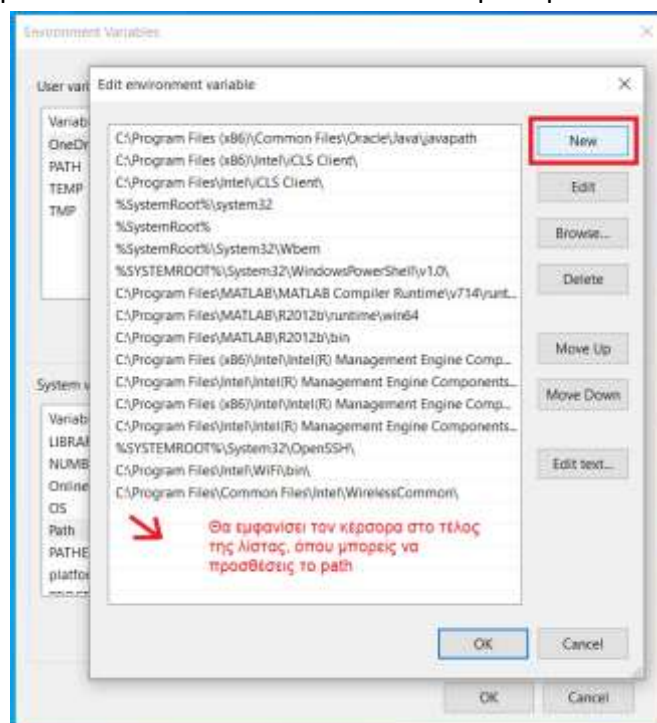 Environment Variables
User vari
Edit environment variable
Variab
OneDr
PATH
TEMP
TMP
C:\Program Files (x86)\Common Files\Oracle\Java\javapath
C:\Program Files (x86)\Intel\iCLS Client\
C:\Program Files\Intel\iCLS Client\
%SystemRoot%\system32
%SystemRoot%
%SystemRoot%\System32\Wbem
%SYSTEMROOT%\System32\WindowsPowerShell\v1.0\
C:\Program Files\MATLAB\MATLAB Compiler Runtime\v714\runt...
C:\Program Files\MATLAB\R2012b\runtime\win64
C:\Program Files\MATLAB\R2012b\bin
C:\Program Files (x86)\Intel\Intel(R) Management Engine Comp...
C:\Program Files\Intel\Intel(R) Management Engine Components...
C:\Program Files (x86)\Intel\Intel(R) Management Engine Comp...
C:\Program Files\Intel\Intel(R) Management Engine Components...
%SYSTEMROOT%\System32\OpenSSH\
C:\Program Files\Intel\WiFi\bin\
C:\Program Files\Common Files\Intel\WirelessCommon\
Θα εμφανίσει τον κέρσορα στο τέλος
της λίστας, όπου μπορείς να
προσθέσεις το path
New
Edit
Browse...
Delete
Move Up
Move Down
Edit text...
System v
Variab
LIBRAR
NUMB
Online
OS
Path
PATHE
platfor
OK
Cancel
OK
Cancel